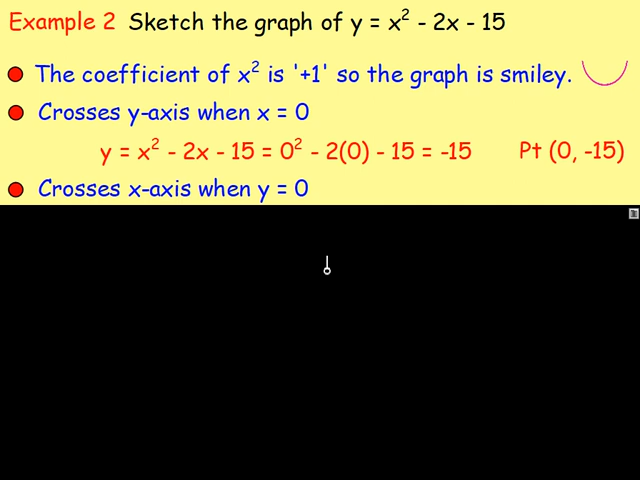 Example 2 Sketch the graph of y = x² - 2x - 15
The coefficient of x² is '+1' so the graph is smiley.
Crosses y-axis when x = 0
y = x² - 2x - 15 = 0² - 2(0) - 15 = -15 Pt (0, -15)
Crosses x-axis when y = 0